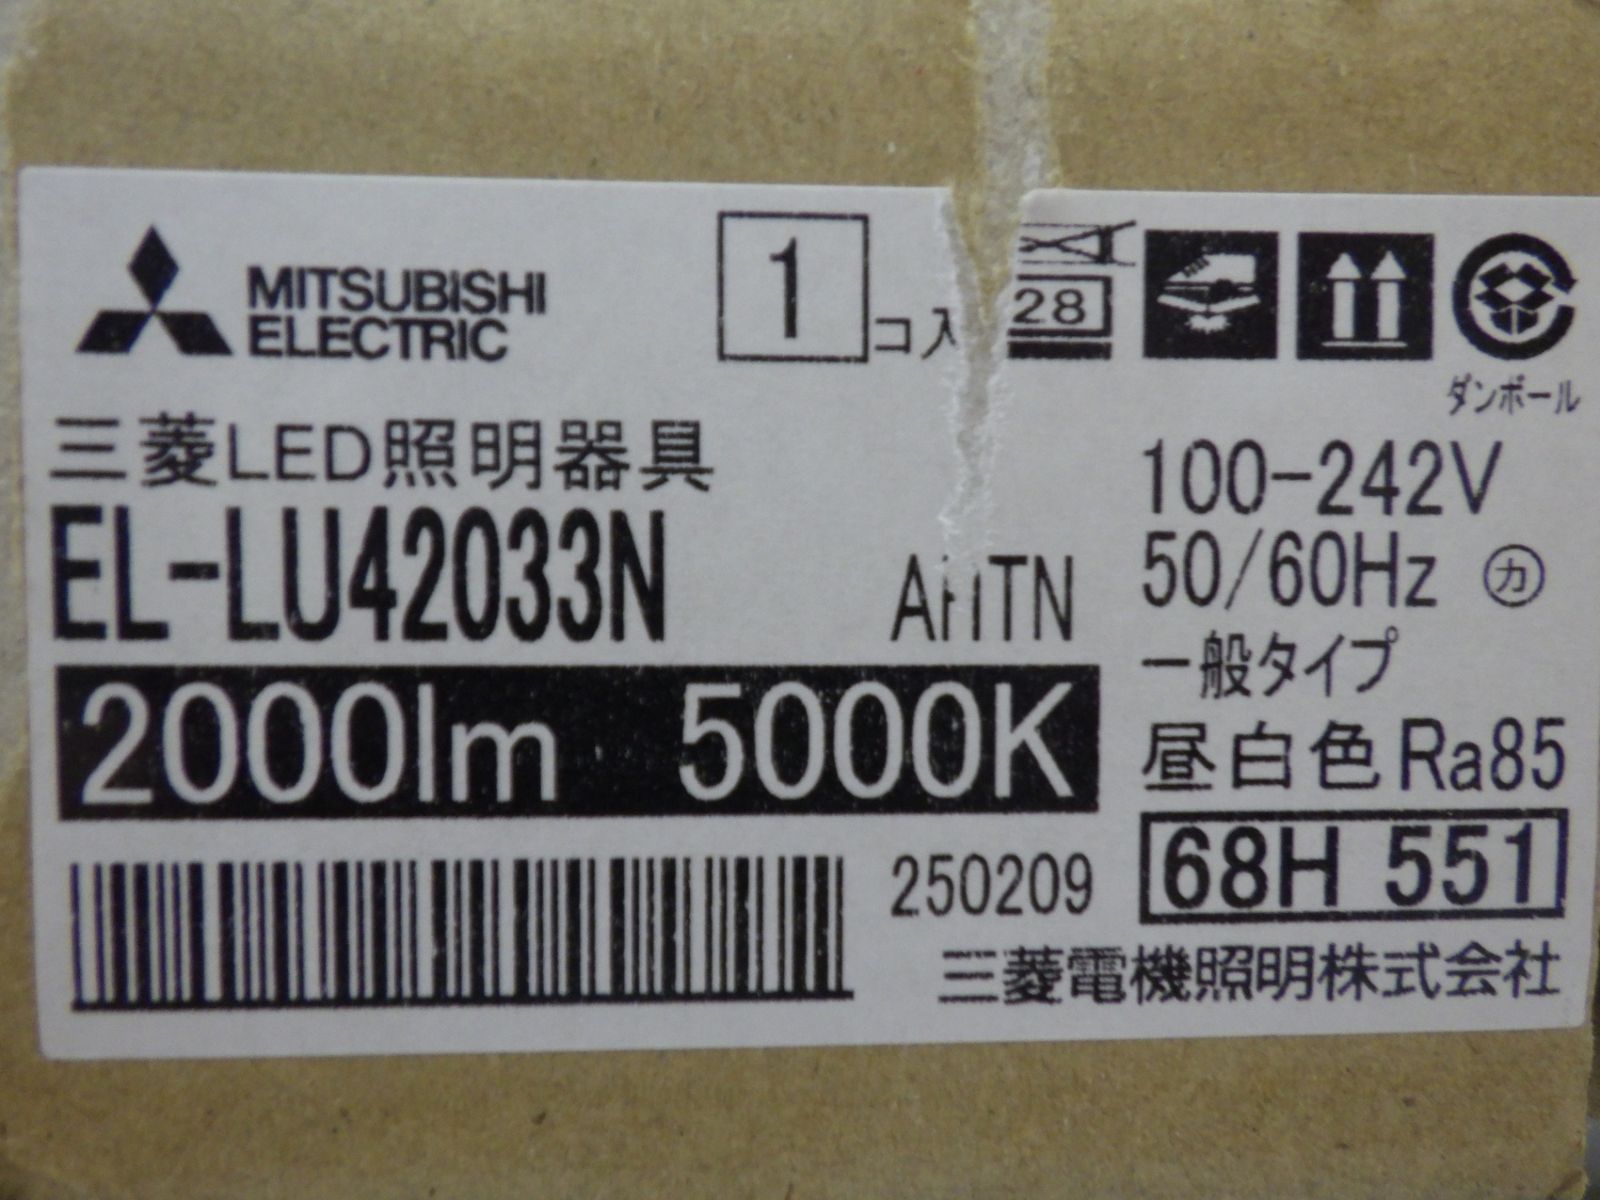 MITSUBISHI
ELECTRIC
1
コ入
28
ダンボール
三菱LED照明器具
EL-LU42033N
AHTN
2000lm 5000K
100-242V
50/60Hz カ
一般タイプ
昼白色 Ra85
250209
68H 551
三菱電機照明株式会社